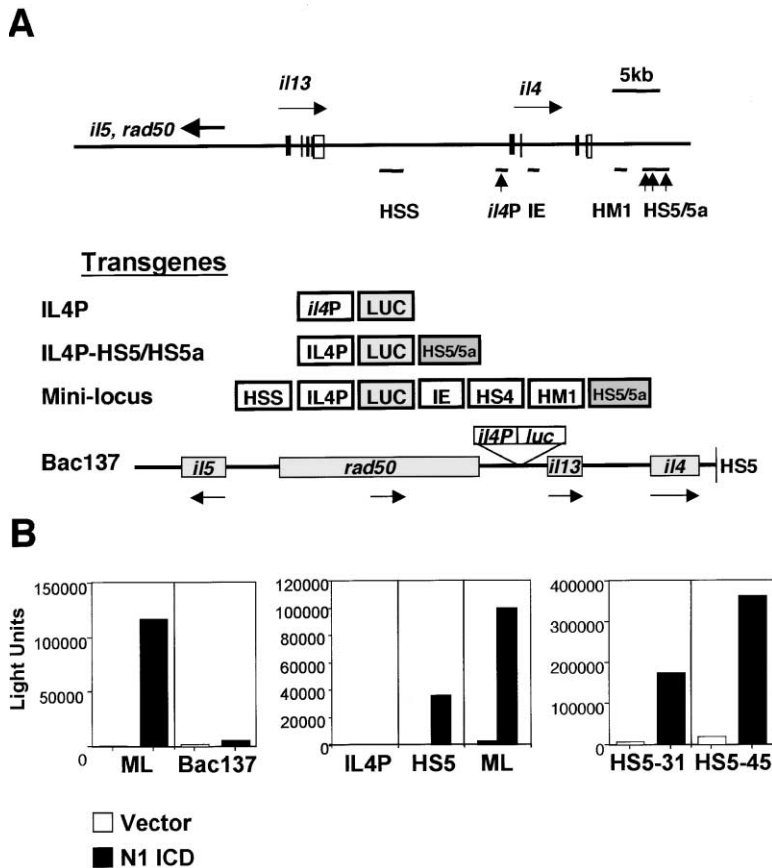 A
il13
il4
5kb
il5, rad50
HSS
il4P
IE
HM1
HS5/5a
Transgenes
IL4P
il4P
LUC
IL4P-HS5/HS5a
IL4P
LUC
HS5/5a
Mini-locus
HSS
IL4P
LUC
IE
HS4
HM1
HS5/5a
il4P
luc
Bac137
il5
rad50
il13
il4
HS5
B
Light Units
150000
100000
50000
0
ML
Bac137
120000
100000
80000
60000
40000
20000
0
IL4P
HS5
ML
400000
300000
200000
100000
0
HS5-31
HS5-45
Vector
N1 ICD